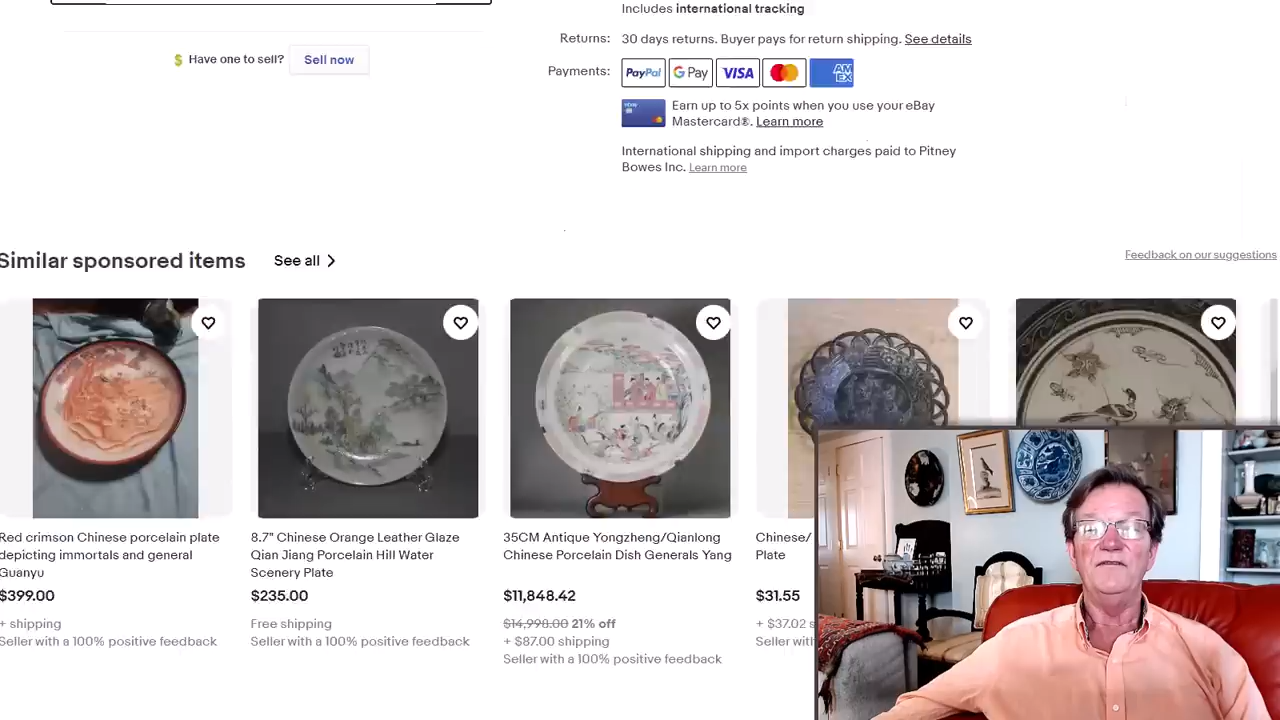 Includes international tracking
Returns: 30 days returns. Buyer pays for return shipping. See details
Payments: PayPal G Pay VISA AM EX
Earn up to 5x points when you use your eBay
Mastercard®. Learn more
International shipping and import charges paid to Pitney
Bowes Inc. Learn more
Have one to sell? Sell now
Similar sponsored items See all
Feedback on our suggestions
Red crimson Chinese porcelain plate
depicting immortals and general
Guanyu
$399.00
+ shipping
Seller with a 100% positive feedback
8.7" Chinese Orange Leather Glaze
Qian Jiang Porcelain Hill Water
Scenery Plate
$235.00
Free shipping
Seller with a 100% positive feedback
35CM Antique Yongzheng/Qianlong
Chinese Porcelain Dish Generals Yang
$11,848.42
$14,998.00 21% off
+ $87.00 shipping
Seller with a 100% positive feedback
Chinese/
Plate
$31.55
+ $37.02
Seller with